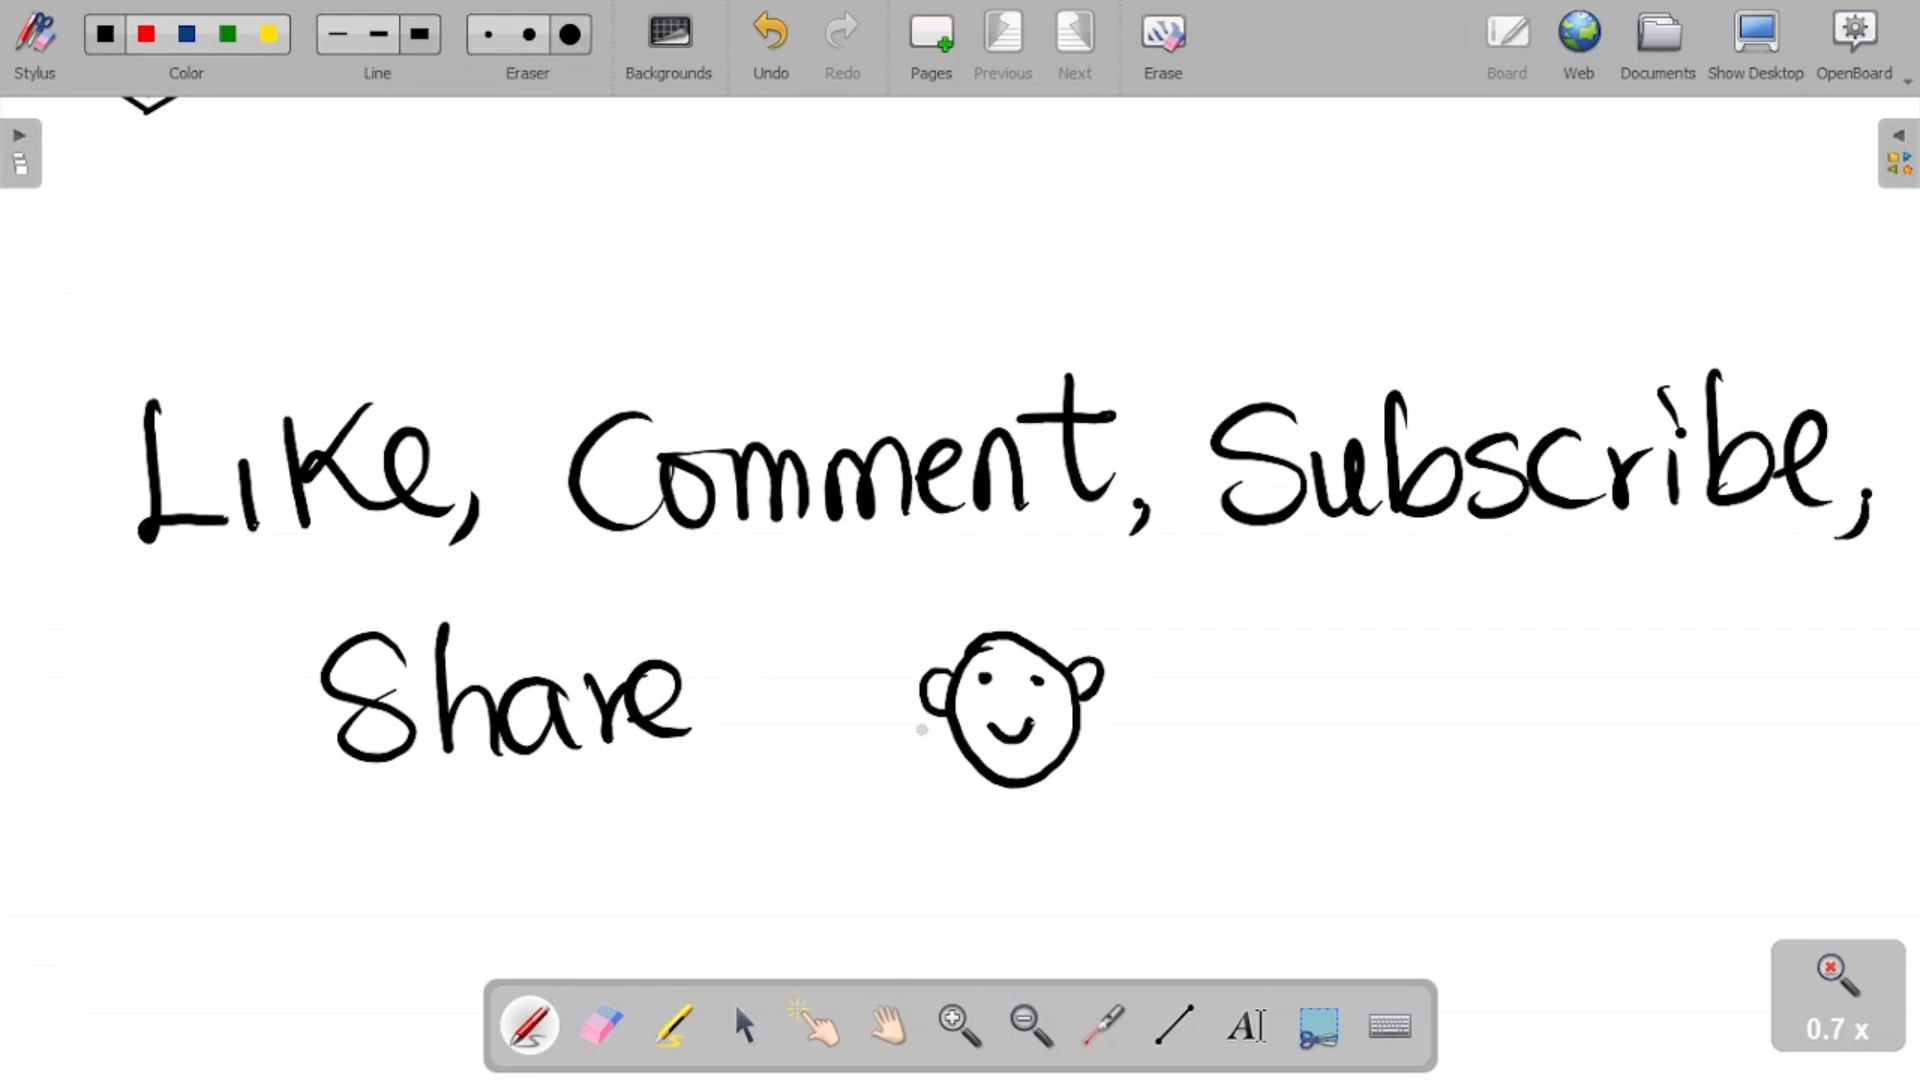 Stylus Color Line Eraser Backgrounds Undo Redo Pages Previous Next Erase Board Web Documents Show Desktop OpenBoard
Like, Comment, Subscribe,
Share
0.7 x